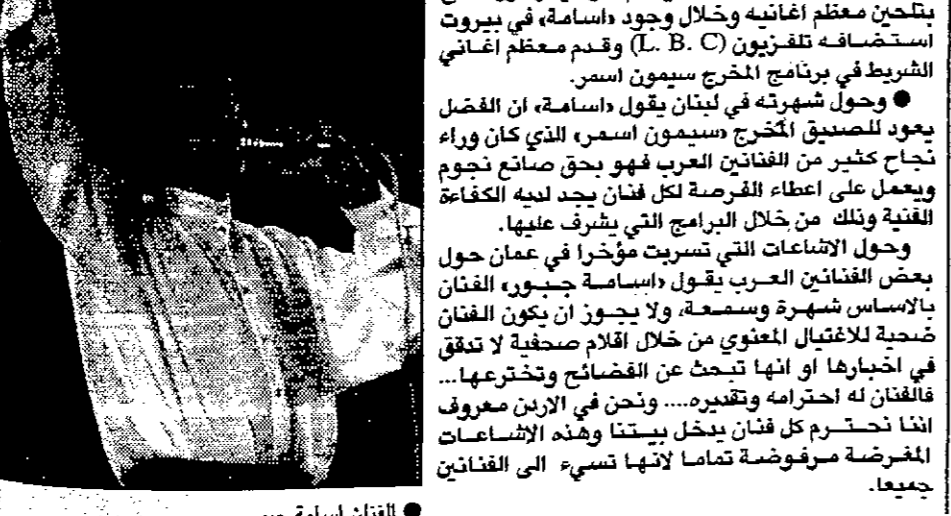 بتلحين معظم أغانيه وخلال وجود «اسامة» في بيروت
استضافه تلفزيون (L. B. C) وقدم معظم اغاني
الشريط في برنامج المخرج سيمون اسمر.
● وحول شهرته في لبنان يقول «اسامة» ان الفضل
يعود للصديق المخرج «سيمون اسمر» الذي كان وراء
نجاح كثير من الفنانين العرب فهو بحق صانع نجوم
ويعمل على اعطاء الفرصة لكل فنان يجد لديه الكفاءة
الفنية وذلك من خلال البرامج التي يشرف عليها.
وحول الاشاعات التي تسربت مؤخرا في عمان حول
بعض الفنانين العرب يقول «اسامة جبور» الفنان
بالاساس شهرة وسمعة، ولا يجوز ان يكون الفنان
ضحية للاغتيال المعنوي من خلال اقلام صحفية لا تدقق
في اخبارها او انها تبحث عن الفضائح وتخترعها...
فالفنان له احترامه وتقديره.... ونحن في الاردن معروف
اننا نحترم كل فنان يدخل بيتنا وهذه الاشاعات
المغرضة مرفوضة تماما لانها تسيء الى الفنانين
جميعا.
● الفنان اسامة